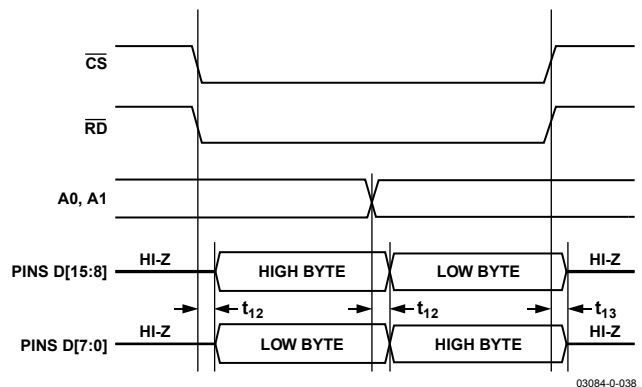 CS
RD
A0, A1
PINS D[15:8] HI-Z HIGH BYTE LOW BYTE HI-Z
t12 t12 t13
PINS D[7:0] HI-Z LOW BYTE HIGH BYTE HI-Z
03084-0-038